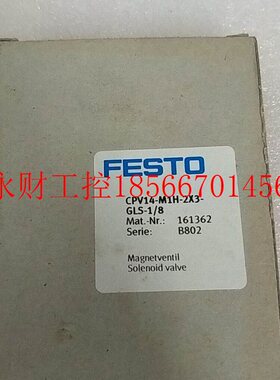 FESTO
CPV14-M1H-2X3-
GLS-1/8
Mat.-Nr.: 161362
Serie: B802
Magnetventil
Solenoid valve
永财工控18566701456